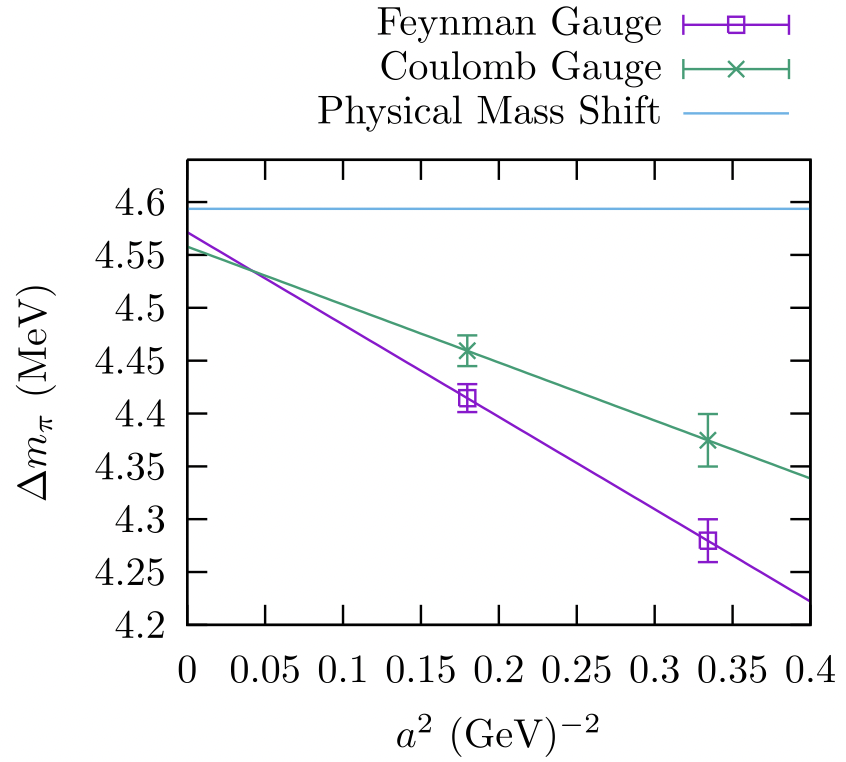 Feynman Gauge
Coulomb Gauge
Physical Mass Shift
4.6
4.55
4.5
4.45
4.4
4.35
4.3
4.25
4.2
Δm_π (MeV)
0 0.05 0.1 0.15 0.2 0.25 0.3 0.35 0.4
a² (GeV)⁻²